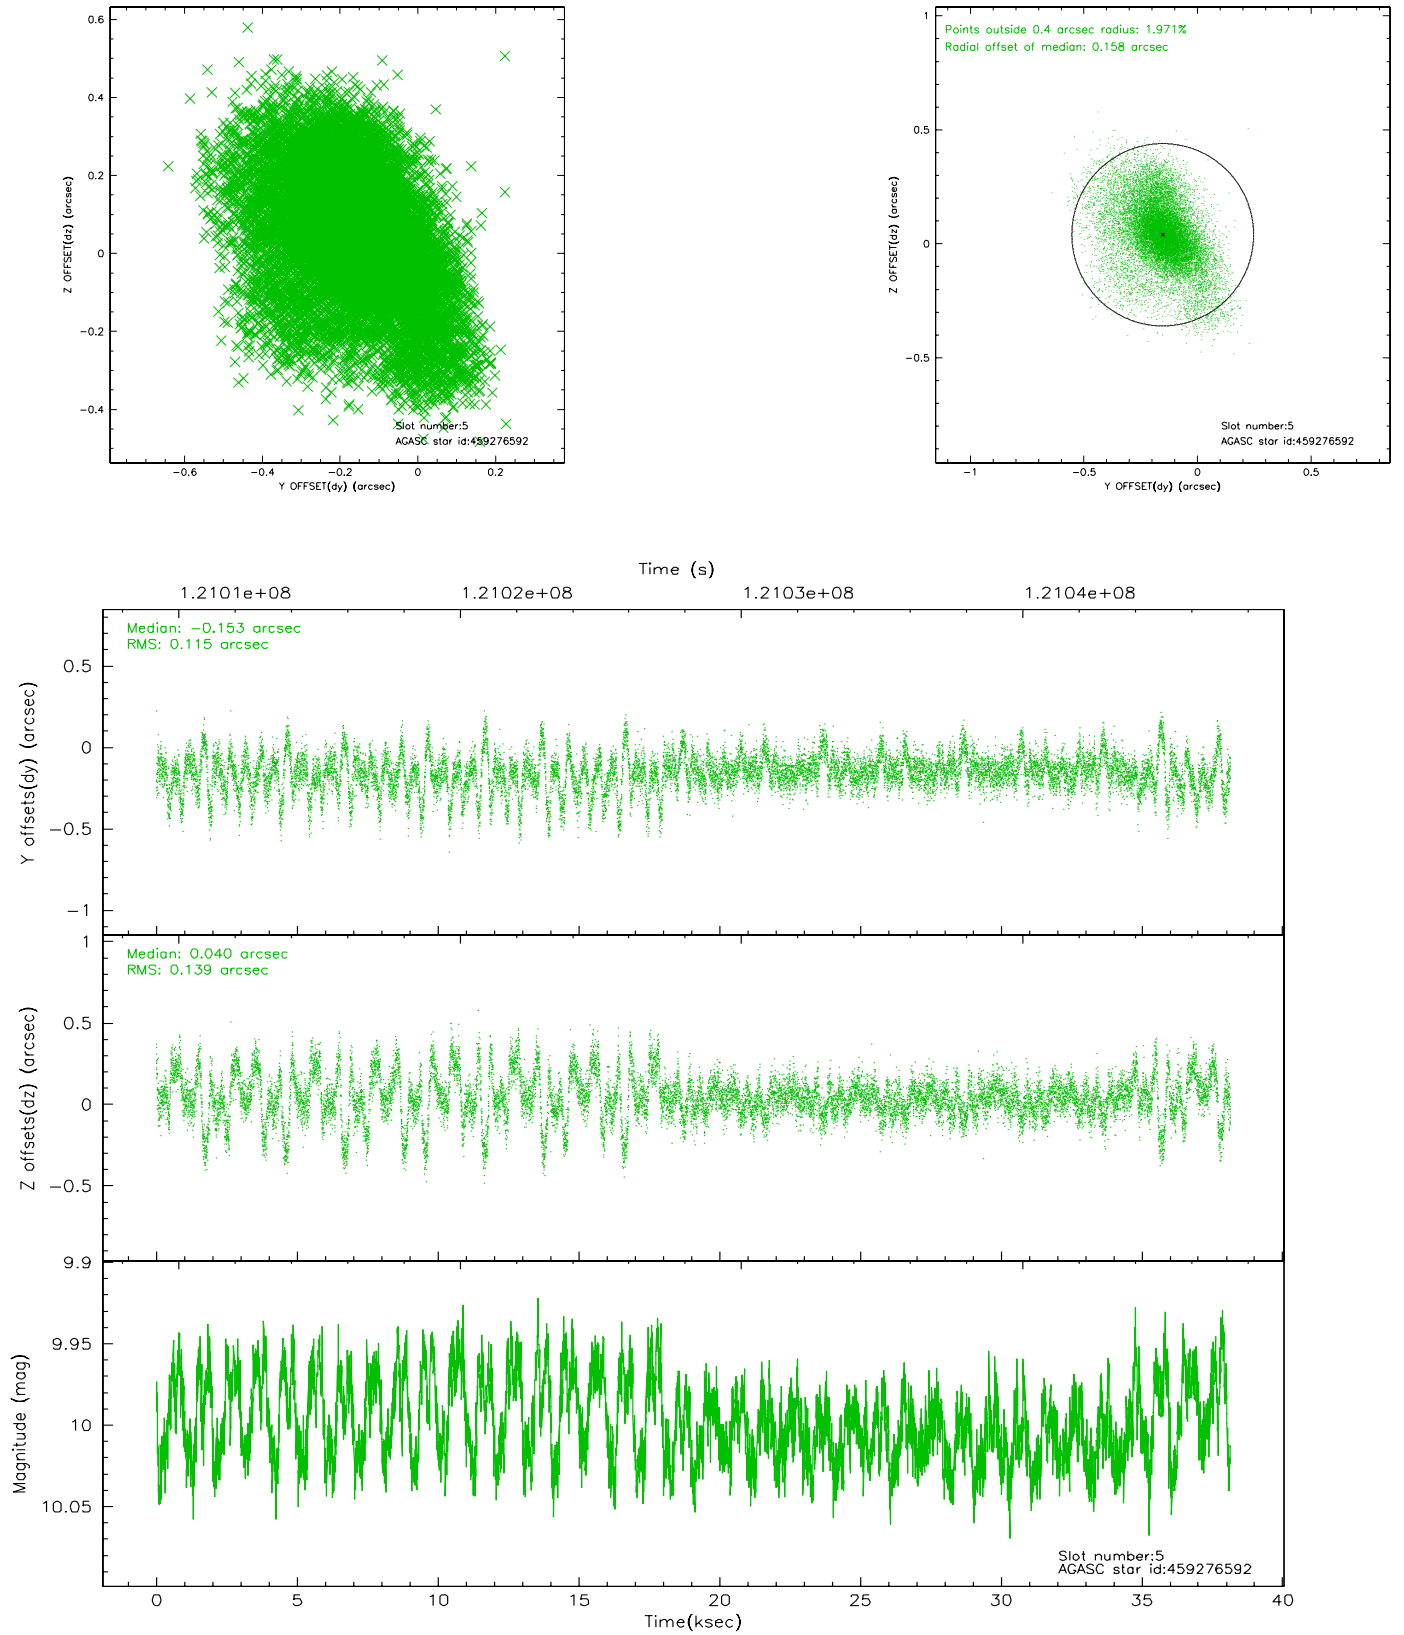 0.6
0.4
0.2
0
−0.2
−0.4
Z OFFSET(dz) (arcsec)
−0.6
−0.4
−0.2
0
0.2
Y OFFSET(dy) (arcsec)
Slot number:5
AGASC star id:459276592
Points outside 0.4 arcsec radius: 1.971%
Radial offset of median: 0.158 arcsec
1
0.5
0
−0.5
Z OFFSET(dz) (arcsec)
−1
−0.5
0
0.5
Y OFFSET(dy) (arcsec)
Slot number:5
AGASC star id:459276592
Time (s)
1.2101e+08
1.2102e+08
1.2103e+08
1.2104e+08
Median: −0.153 arcsec
RMS: 0.115 arcsec
0.5
0
−0.5
−1
Y offsets(dy) (arcsec)
Median: 0.040 arcsec
RMS: 0.139 arcsec
1
0.5
0
−0.5
Z offsets(dz) (arcsec)
9.9
9.95
10
10.05
Magnitude (mag)
Slot number:5
AGASC star id:459276592
0
5
10
15
20
25
30
35
40
Time(ksec)